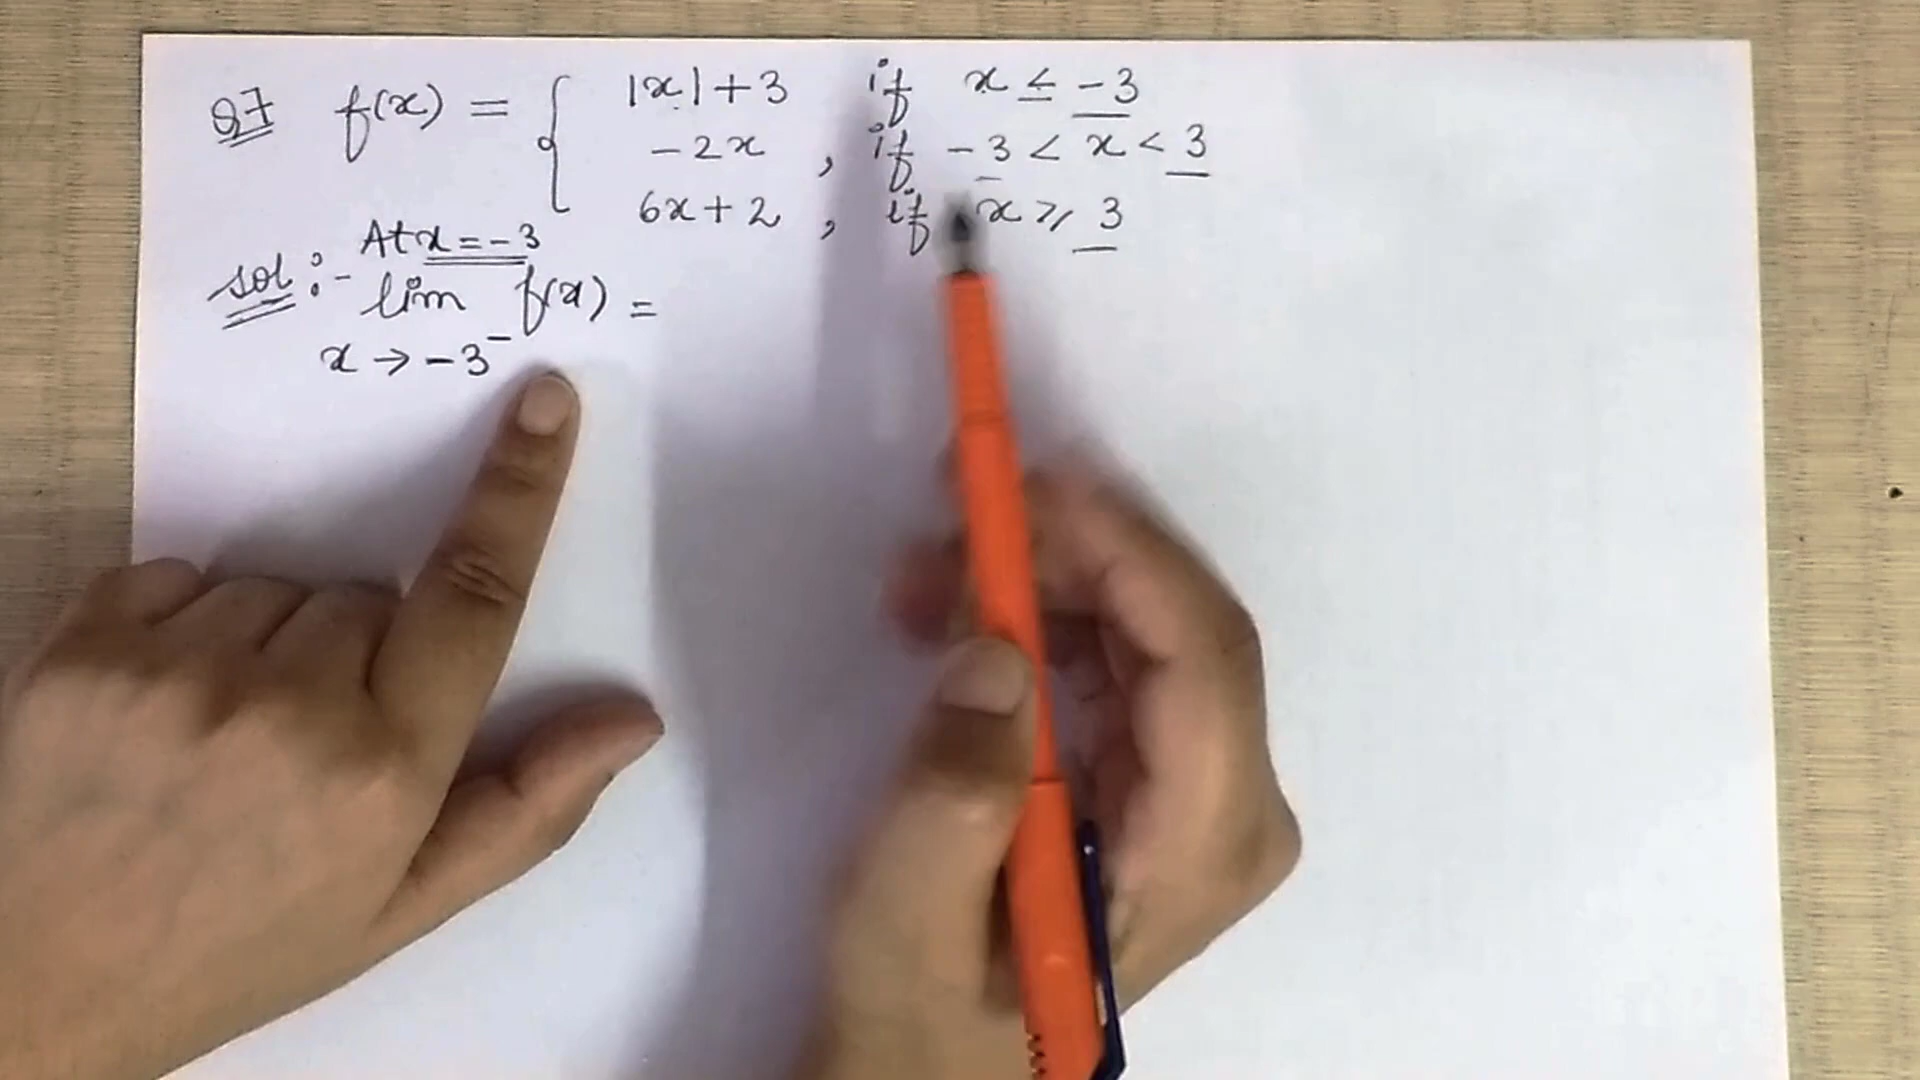 Q7 f(x) = { |x|+3 if x ≤ -3
-2x , if -3 < x < 3
6x+2 , if x ≥ 3
At x = -3
sol :- lim f(x) =
x → -3⁻